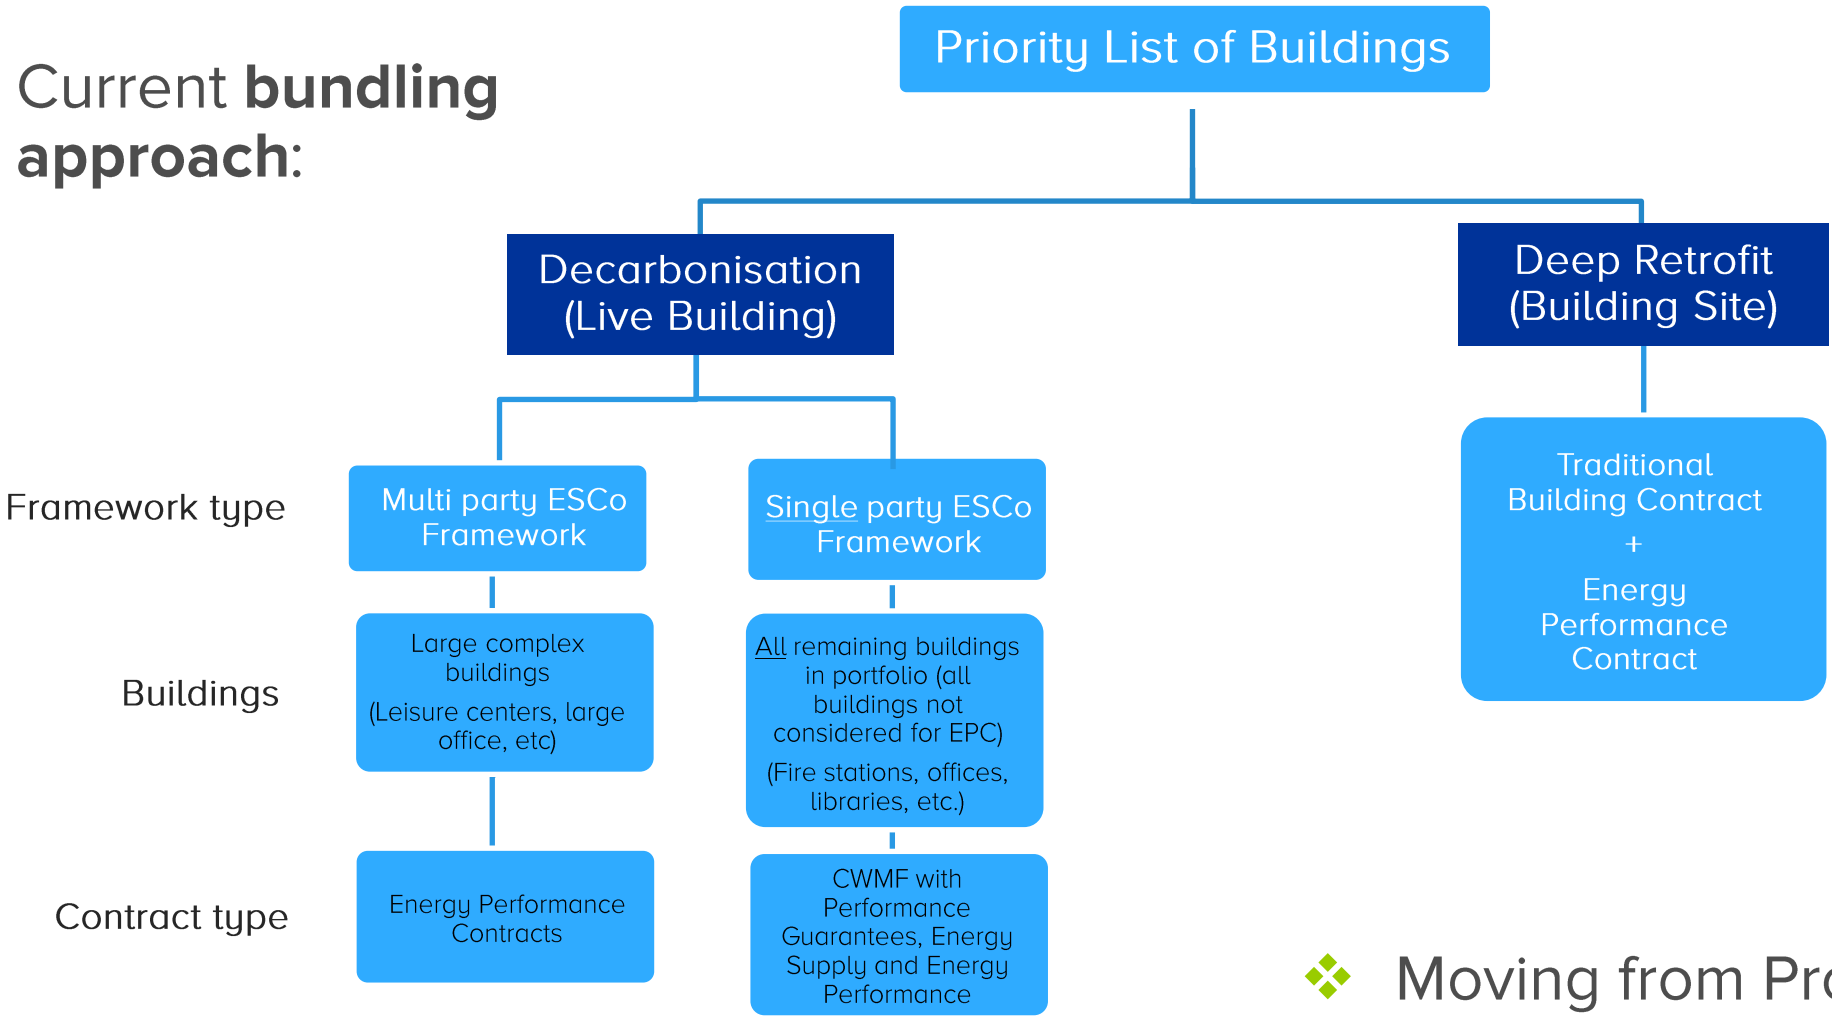 Current bundling
approach:
Priority List of Buildings
Decarbonisation
(Live Building)
Deep Retrofit
(Building Site)
Framework type
Multi party ESCo
Framework
Single party ESCo
Framework
Traditional
Building Contract
+
Energy
Performance
Contract
Buildings
Large complex
buildings
(Leisure centers, large
office, etc)
All remaining buildings
in portfolio (all
buildings not
considered for EPC)
(Fire stations, offices,
libraries, etc.)
Contract type
Energy Performance
Contracts
CWMF with
Performance
Guarantees, Energy
Supply and Energy
Performance
Moving from